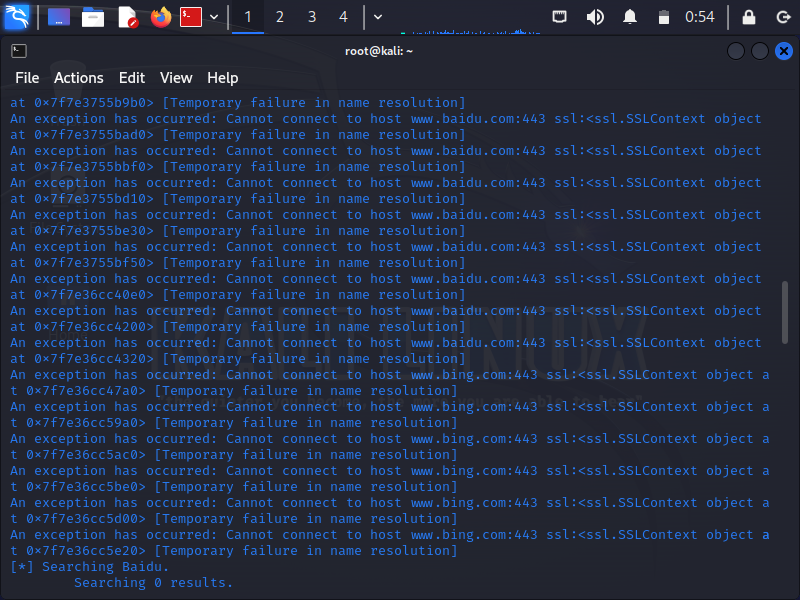 1 2 3 4 0:54
root@kali: ~
File Actions Edit View Help
at 0×7f7e3755b9b0> [Temporary failure in name resolution]
An exception has occurred: Cannot connect to host www.baidu.com:443 ssl:<ssl.SSLContext object
at 0×7f7e3755bad0> [Temporary failure in name resolution]
An exception has occurred: Cannot connect to host www.baidu.com:443 ssl:<ssl.SSLContext object
at 0×7f7e3755bbf0> [Temporary failure in name resolution]
An exception has occurred: Cannot connect to host www.baidu.com:443 ssl:<ssl.SSLContext object
at 0×7f7e3755bd10> [Temporary failure in name resolution]
An exception has occurred: Cannot connect to host www.baidu.com:443 ssl:<ssl.SSLContext object
at 0×7f7e3755be30> [Temporary failure in name resolution]
An exception has occurred: Cannot connect to host www.baidu.com:443 ssl:<ssl.SSLContext object
at 0×7f7e3755bf50> [Temporary failure in name resolution]
An exception has occurred: Cannot connect to host www.baidu.com:443 ssl:<ssl.SSLContext object
at 0×7f7e36cc40e0> [Temporary failure in name resolution]
An exception has occurred: Cannot connect to host www.baidu.com:443 ssl:<ssl.SSLContext object
at 0×7f7e36cc4200> [Temporary failure in name resolution]
An exception has occurred: Cannot connect to host www.baidu.com:443 ssl:<ssl.SSLContext object
at 0×7f7e36cc4320> [Temporary failure in name resolution]
An exception has occurred: Cannot connect to host www.bing.com:443 ssl:<ssl.SSLContext object a
t 0×7f7e36cc47a0> [Temporary failure in name resolution]
An exception has occurred: Cannot connect to host www.bing.com:443 ssl:<ssl.SSLContext object a
t 0×7f7e36cc59a0> [Temporary failure in name resolution]
An exception has occurred: Cannot connect to host www.bing.com:443 ssl:<ssl.SSLContext object a
t 0×7f7e36cc5ac0> [Temporary failure in name resolution]
An exception has occurred: Cannot connect to host www.bing.com:443 ssl:<ssl.SSLContext object a
t 0×7f7e36cc5be0> [Temporary failure in name resolution]
An exception has occurred: Cannot connect to host www.bing.com:443 ssl:<ssl.SSLContext object a
t 0×7f7e36cc5d00> [Temporary failure in name resolution]
An exception has occurred: Cannot connect to host www.bing.com:443 ssl:<ssl.SSLContext object a
t 0×7f7e36cc5e20> [Temporary failure in name resolution]
[*] Searching Baidu.
Searching 0 results.